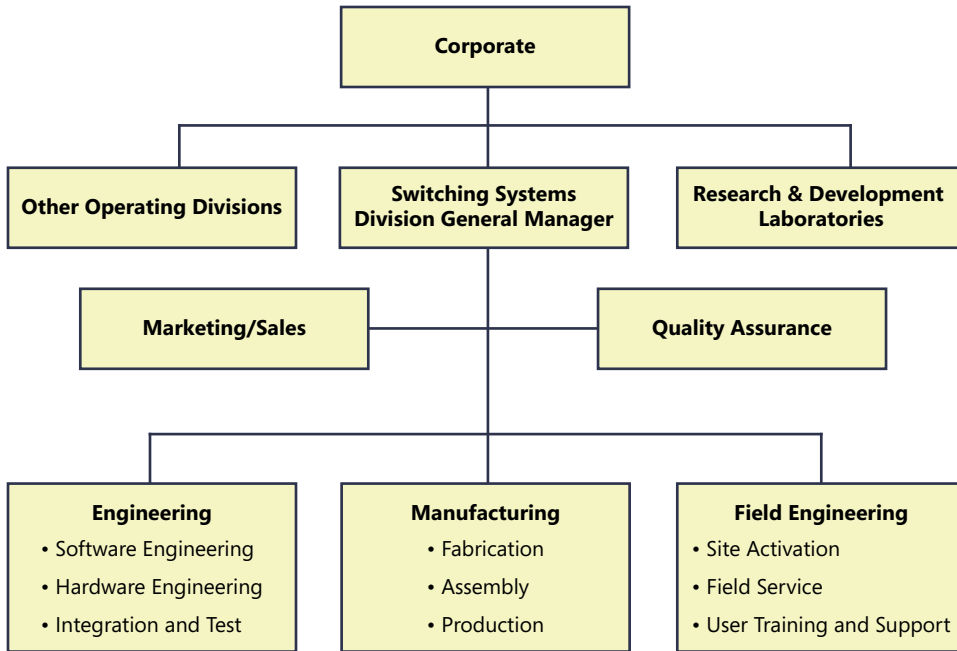 Corporate
Other Operating Divisions
Switching Systems
Division General Manager
Research & Development
Laboratories
Marketing/Sales
Quality Assurance
Engineering
• Software Engineering
• Hardware Engineering
• Integration and Test
Manufacturing
• Fabrication
• Assembly
• Production
Field Engineering
• Site Activation
• Field Service
• User Training and Support